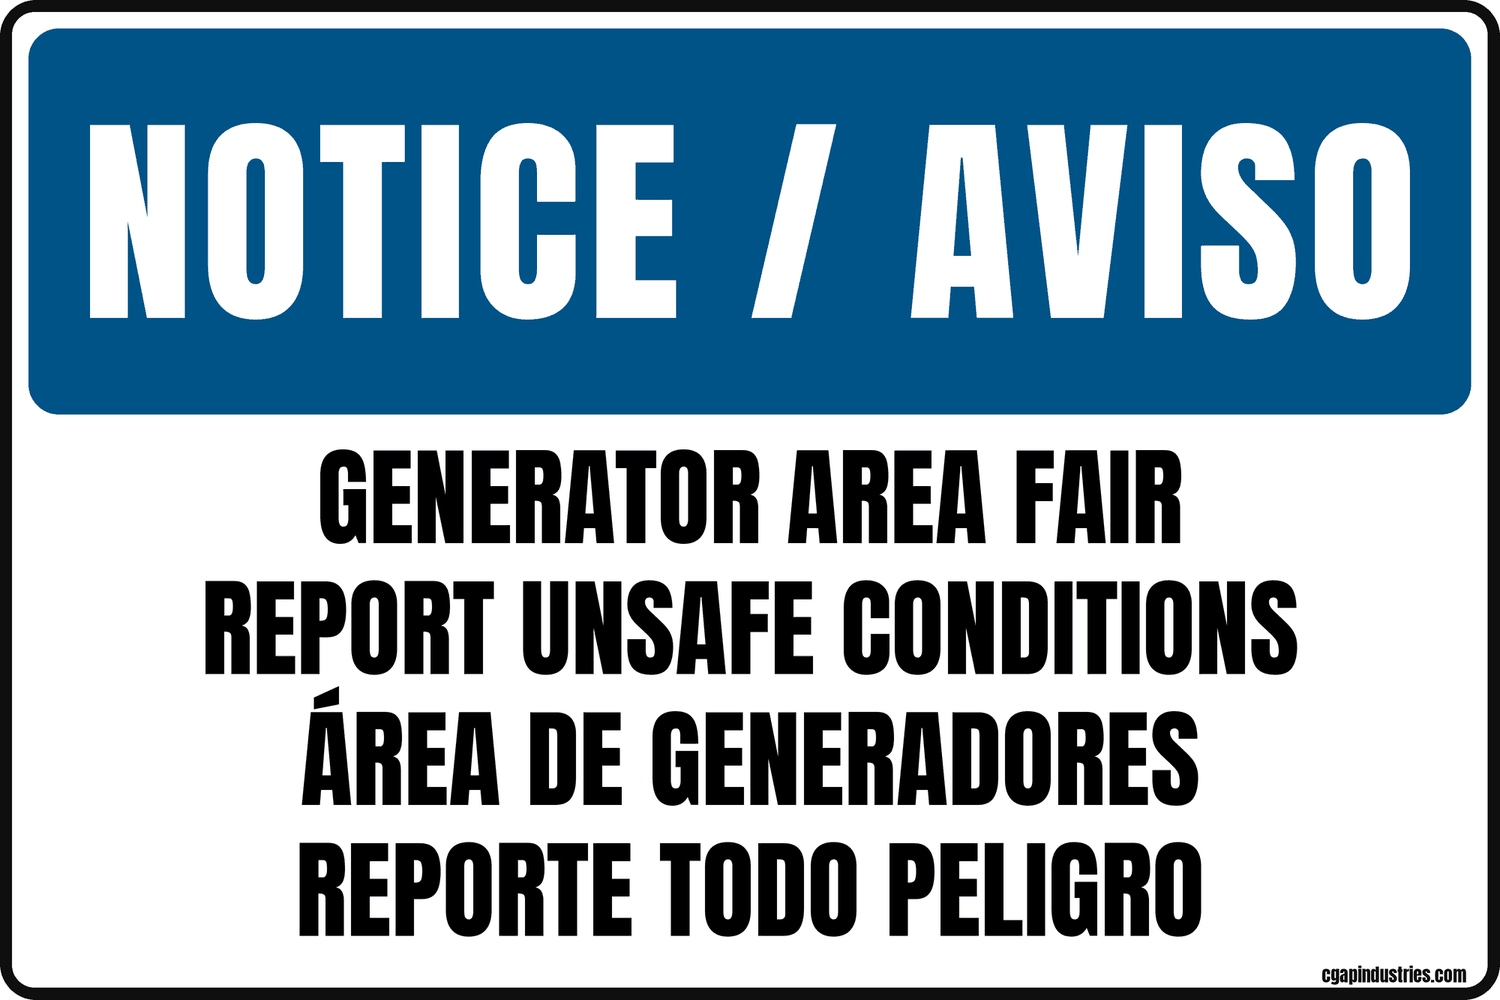 NOTICE / AVISO
GENERATOR AREA FAIR
REPORT UNSAFE CONDITIONS
ÁREA DE GENERADORES
REPORTE TODO PELIGRO
cgapindustries.com